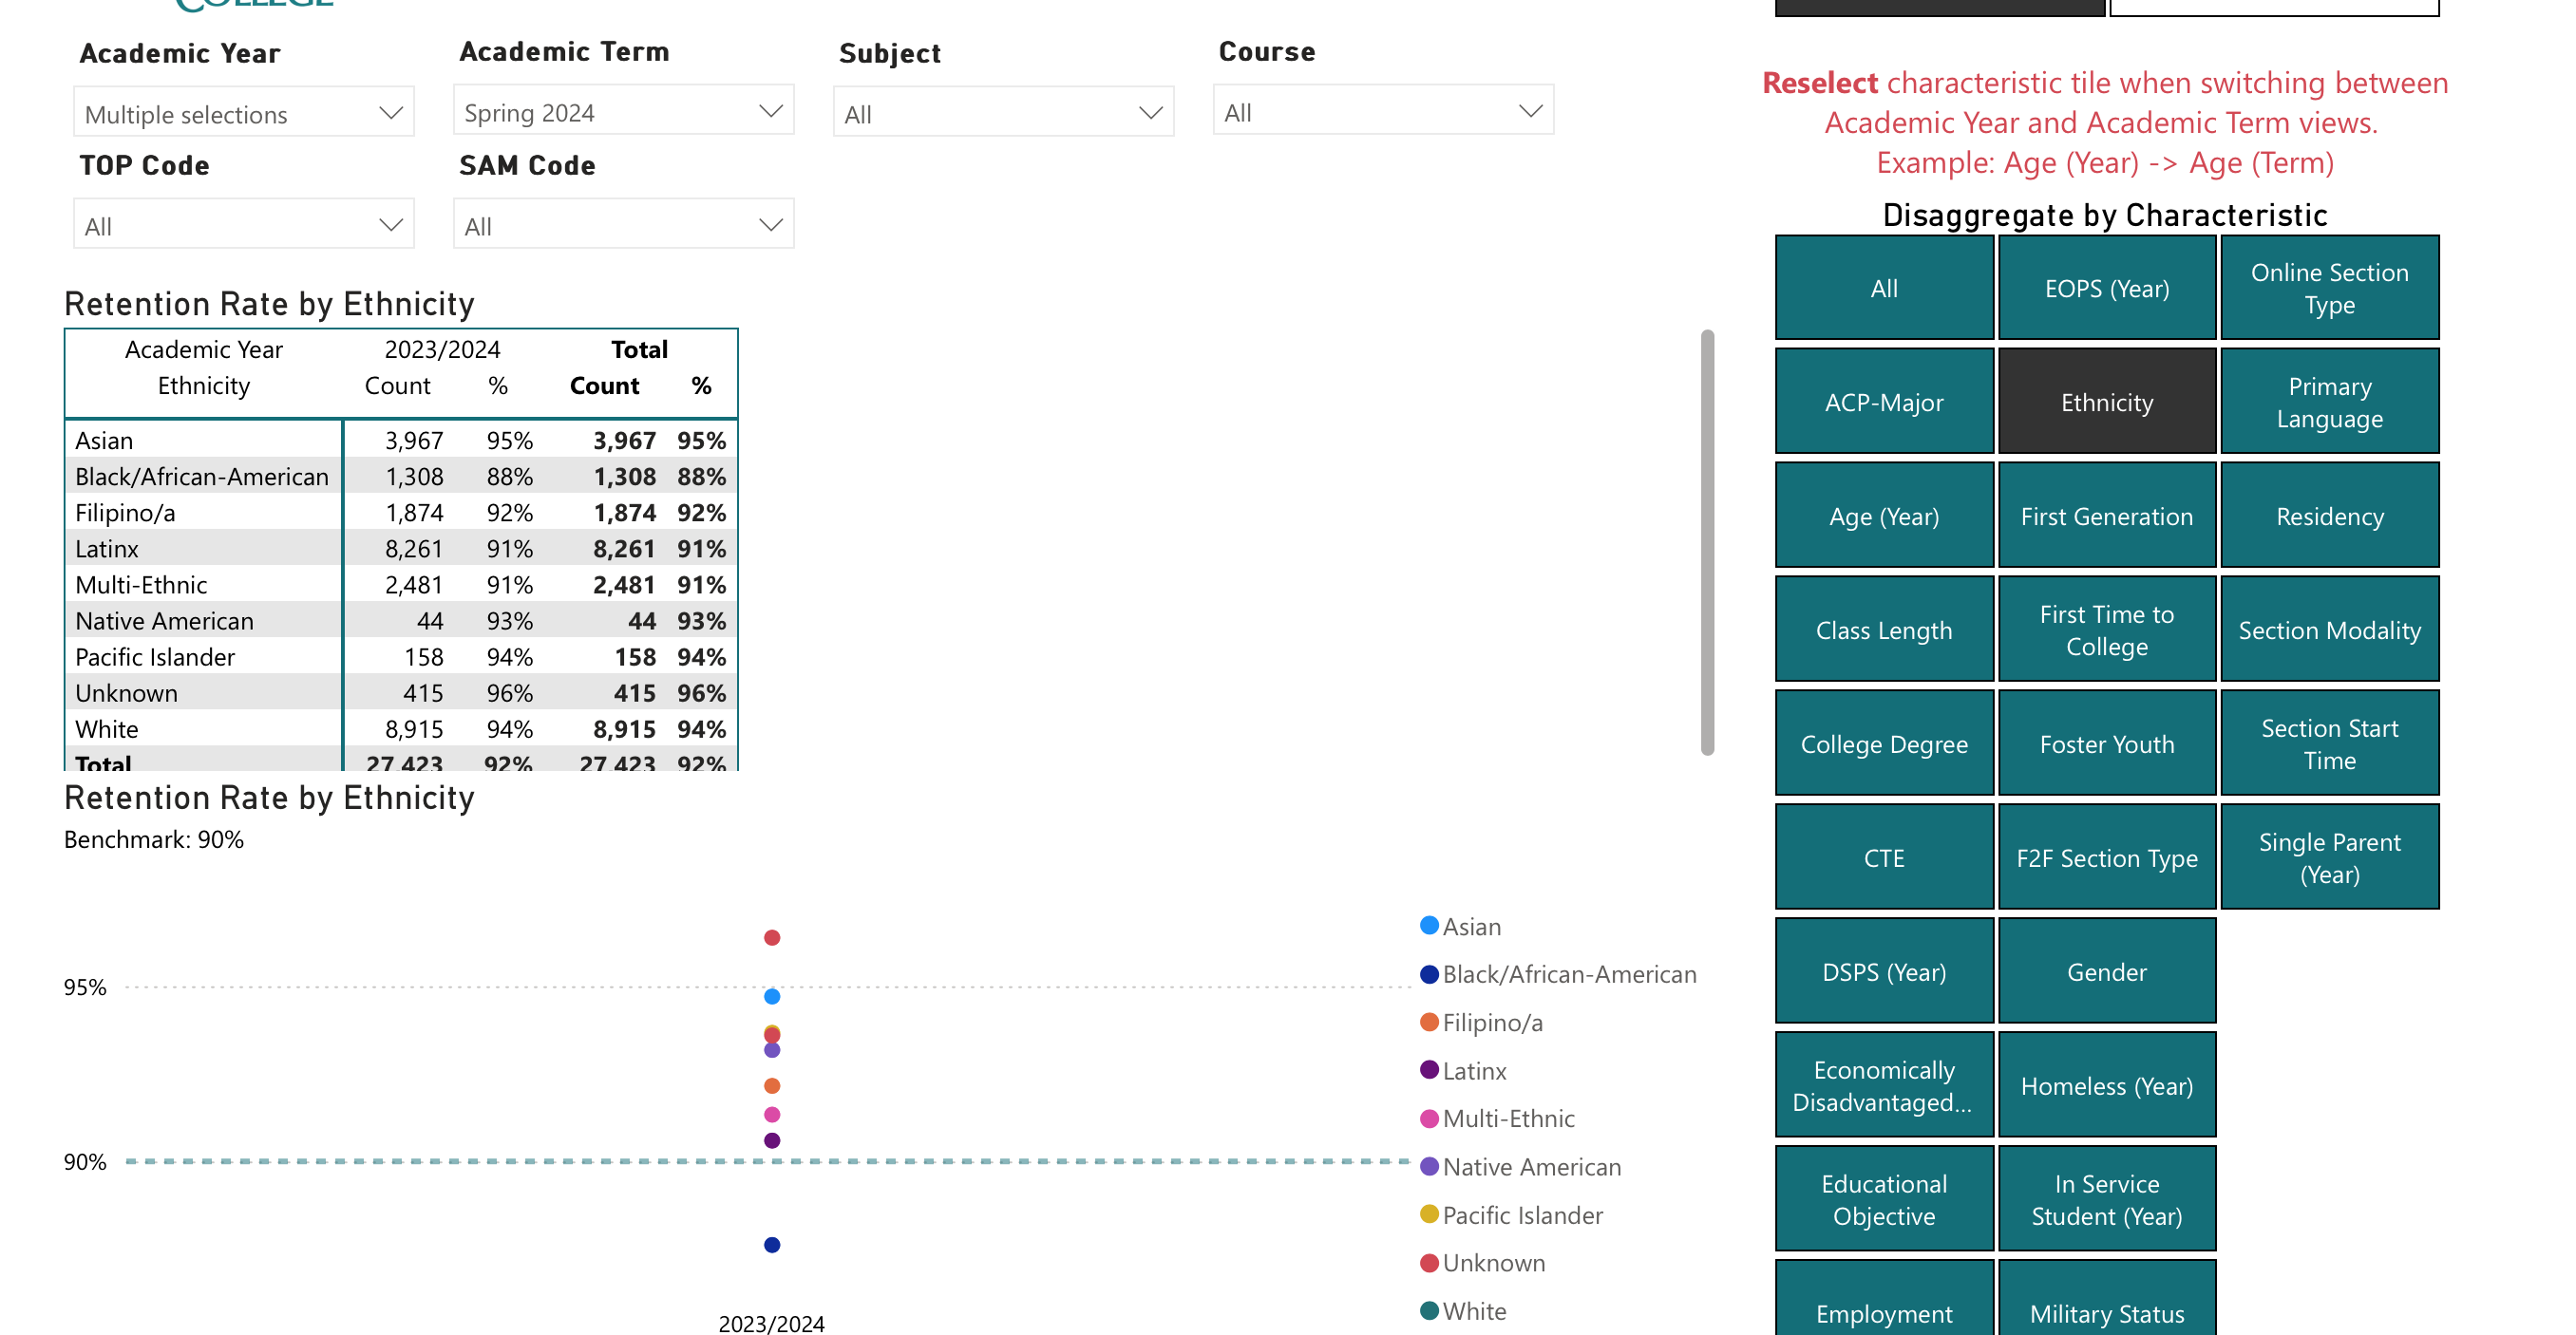 COLLEGE
Academic Year
Academic Term
Subject
Course
Multiple selections
Spring 2024
All
All
TOP Code
SAM Code
All
All
Reselect characteristic tile when switching between
Academic Year and Academic Term views.
Example: Age (Year) -> Age (Term)
Disaggregate by Characteristic
All
EOPS (Year)
Online Section
Type
ACP-Major
Ethnicity
Primary
Language
Age (Year)
First Generation
Residency
Class Length
First Time to
College
Section Modality
College Degree
Foster Youth
Section Start
Time
CTE
F2F Section Type
Single Parent
(Year)
DSPS (Year)
Gender
Economically
Disadvantaged...
Homeless (Year)
Educational
Objective
In Service
Student (Year)
Employment
Military Status
Retention Rate by Ethnicity
Academic Year 2023/2024 Total
Ethnicity Count % Count %
Asian 3,967 95% 3,967 95%
Black/African-American 1,308 88% 1,308 88%
Filipino/a 1,874 92% 1,874 92%
Latinx 8,261 91% 8,261 91%
Multi-Ethnic 2,481 91% 2,481 91%
Native American 44 93% 44 93%
Pacific Islander 158 94% 158 94%
Unknown 415 96% 415 96%
White 8,915 94% 8,915 94%
Total 27,423 92% 27,423 92%
Retention Rate by Ethnicity
Benchmark: 90%
95%
90%
2023/2024
Asian
Black/African-American
Filipino/a
Latinx
Multi-Ethnic
Native American
Pacific Islander
Unknown
White